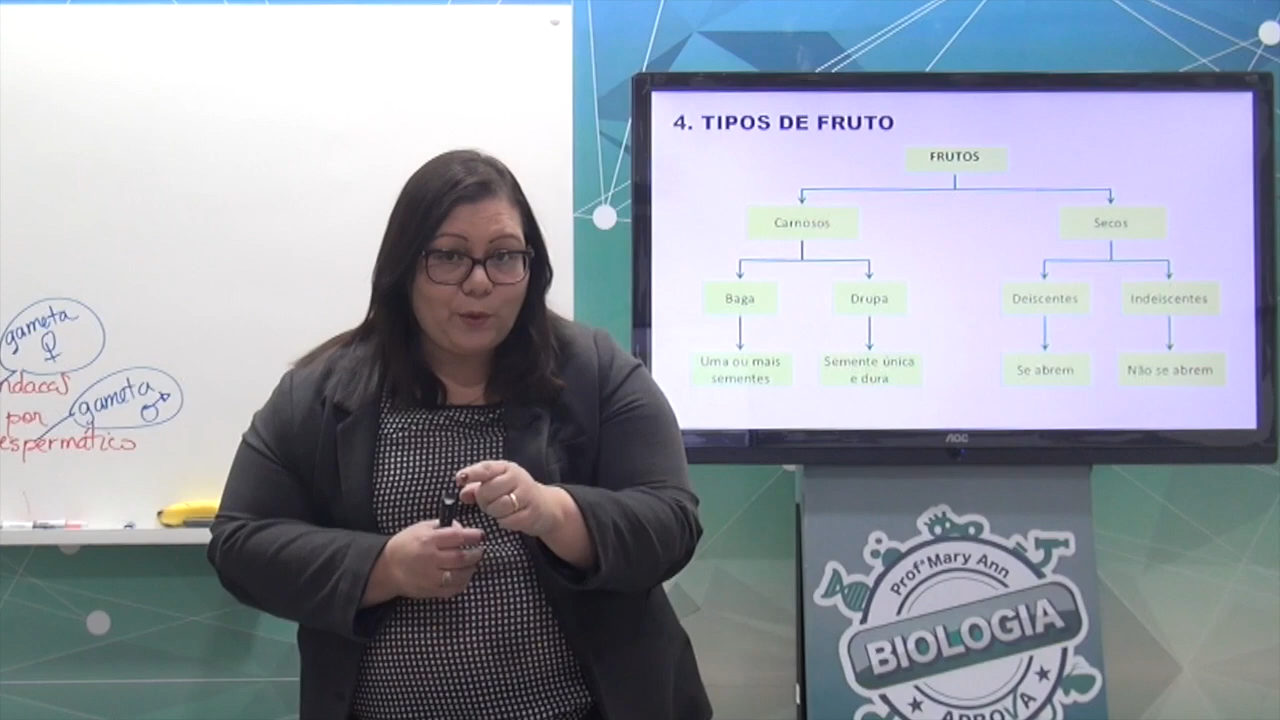 gameta
♀
ndacas
gameta
♂
por
espermático
4. TIPOS DE FRUTO
FRUTOS
Carnosos
Secos
Baga
Drupa
Deiscentes
Indeiscentes
Uma ou mais
sementes
Semente única
e dura
Se abrem
Não se abrem
AOC
Profª Mary Ann
BIOLOGIA
APROVA